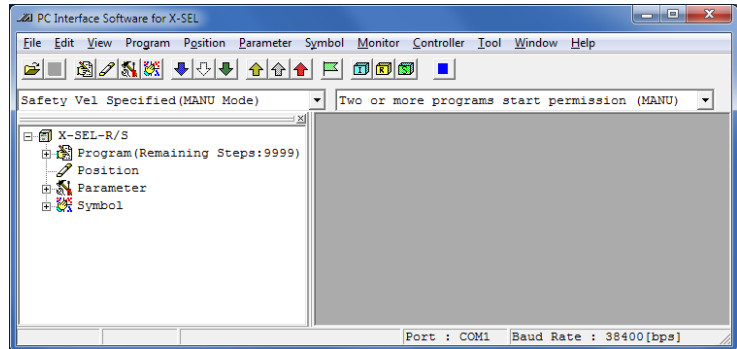 PC Interface Software for X-SEL
File Edit View Program Position Parameter Symbol Monitor Controller Tool Window Help
I R S
Safety Vel Specified(MANU Mode) Two or more programs start permission (MANU)
X-SEL-R/S
Program(Remaining Steps:9999)
Position
Parameter
Symbol
Port : COM1 Baud Rate : 38400[bps]